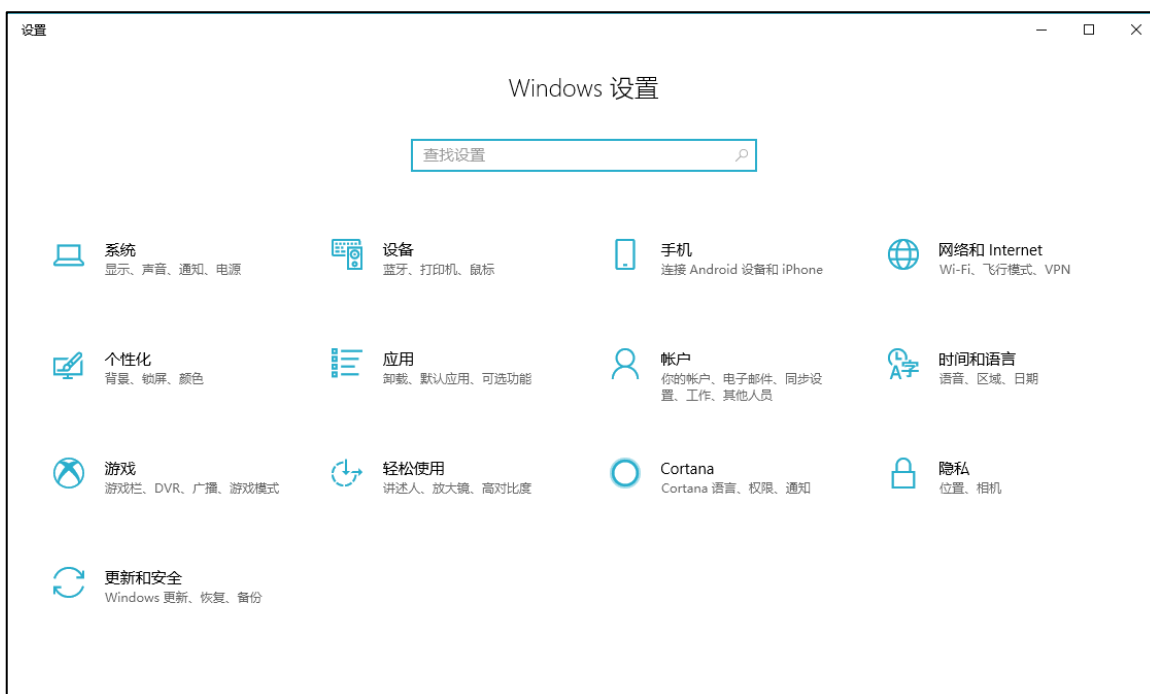 设置
Windows 设置
查找设置
系统
显示、声音、通知、电源
设备
蓝牙、打印机、鼠标
手机
连接 Android 设备和 iPhone
网络和 Internet
Wi-Fi、飞行模式、VPN
个性化
背景、锁屏、颜色
应用
卸载、默认应用、可选功能
帐户
你的帐户、电子邮件、同步设
置、工作、其他人员
时间和语言
语音、区域、日期
游戏
游戏栏、DVR、广播、游戏模式
轻松使用
讲述人、放大镜、高对比度
Cortana
Cortana 语言、权限、通知
隐私
位置、相机
更新和安全
Windows 更新、恢复、备份